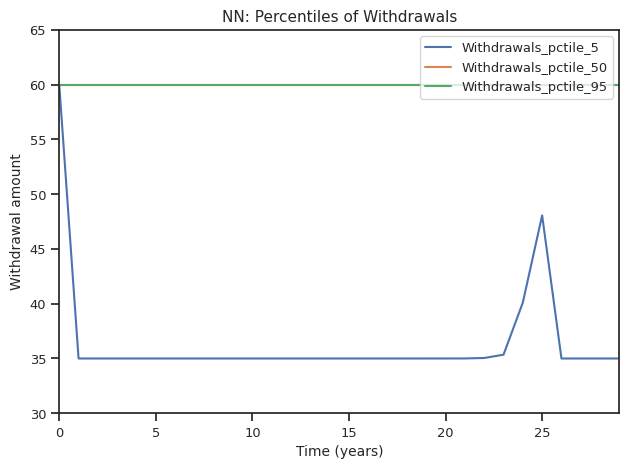 NN: Percentiles of Withdrawals
65
60
55
50
45
40
35
30
Withdrawal amount
Withdrawals_pctile_5
Withdrawals_pctile_50
Withdrawals_pctile_95
0 5 10 15 20 25
Time (years)